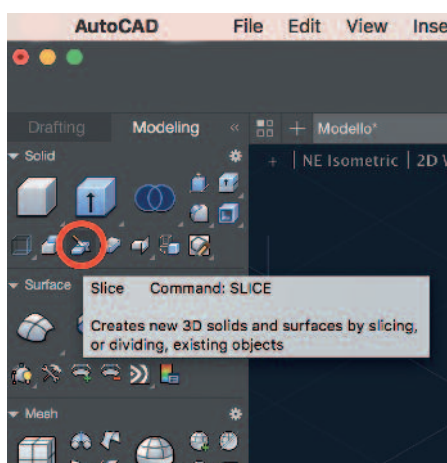 AutoCAD File Edit View Inse
Drafting Modeling «
+ Modello*
Solid
+ | NE Isometric | 2D
Slice Command: SLICE
Surface
Creates new 3D solids and surfaces by slicing,
or dividing, existing objects
Mesh